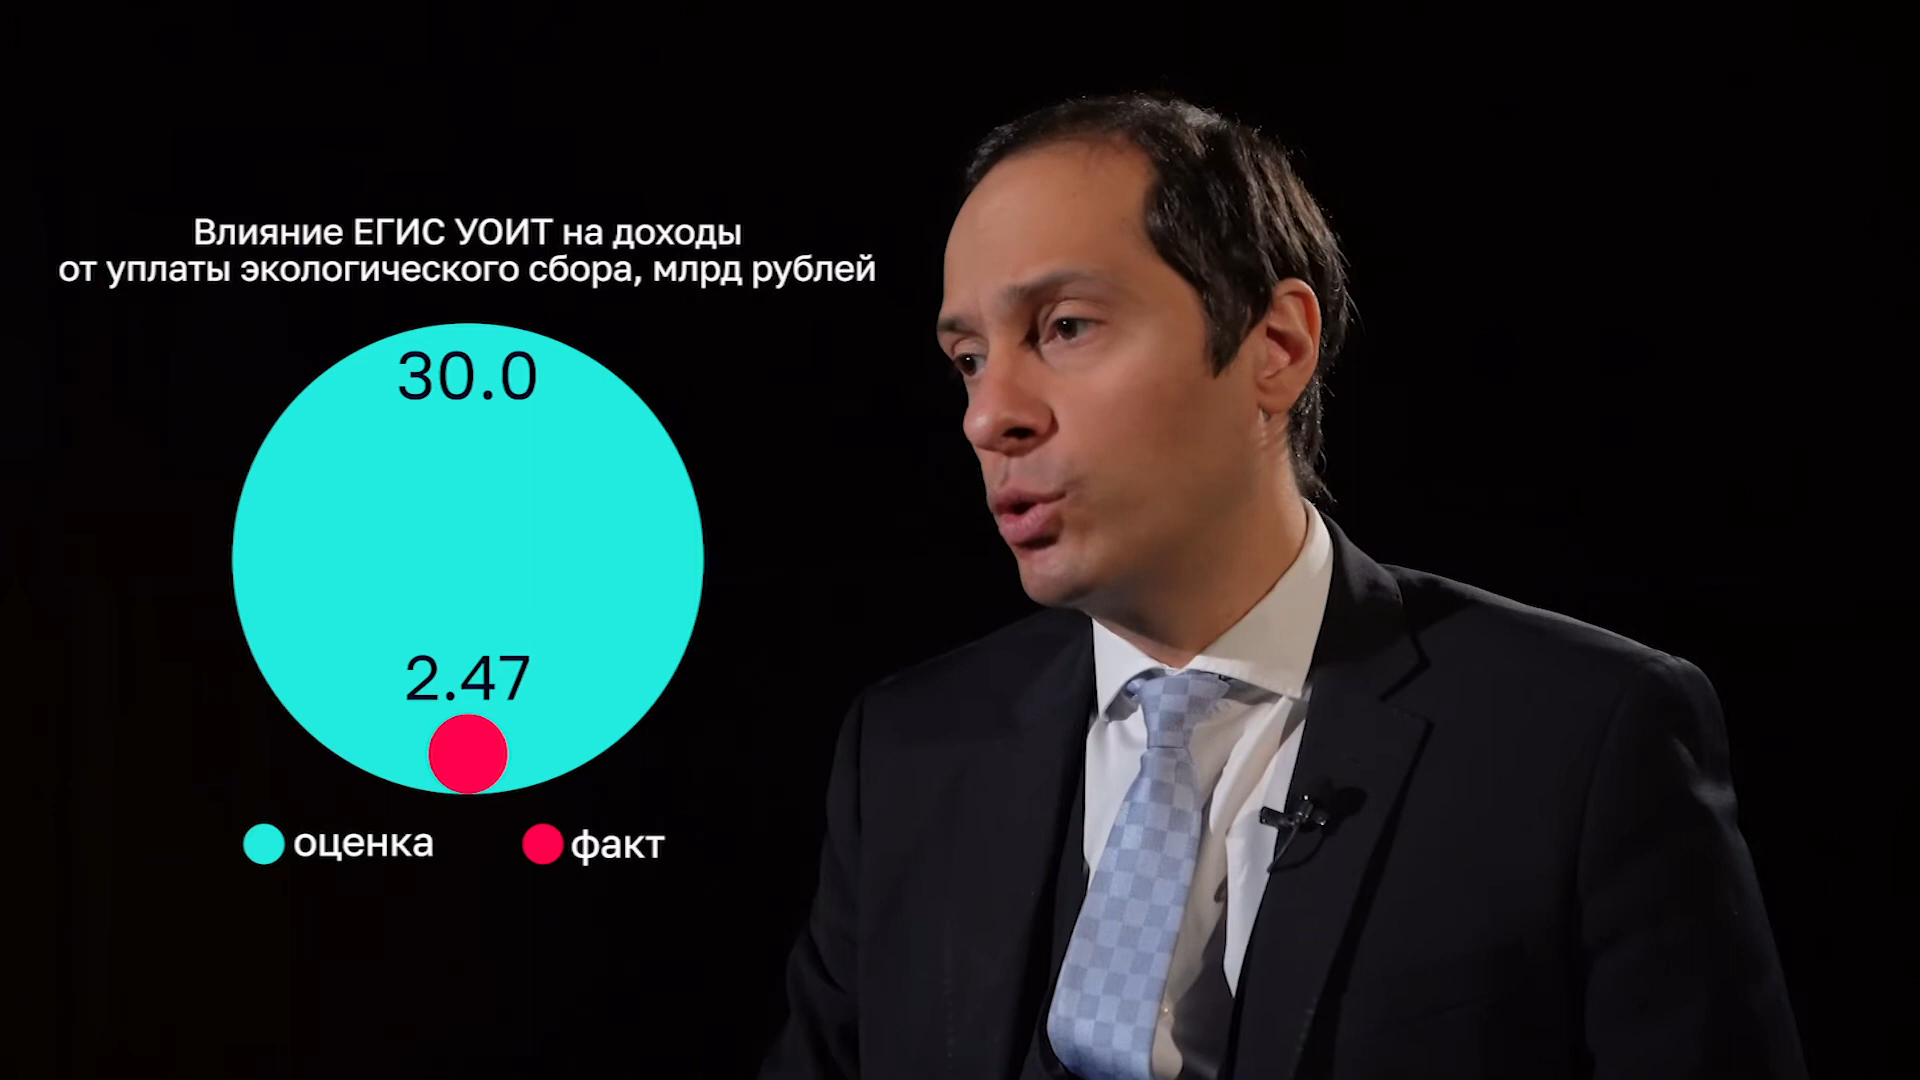 Влияние ЕГИС УОИТ на доходы
от уплаты экологического сбора, млрд рублей
30.0
2.47
оценка
факт